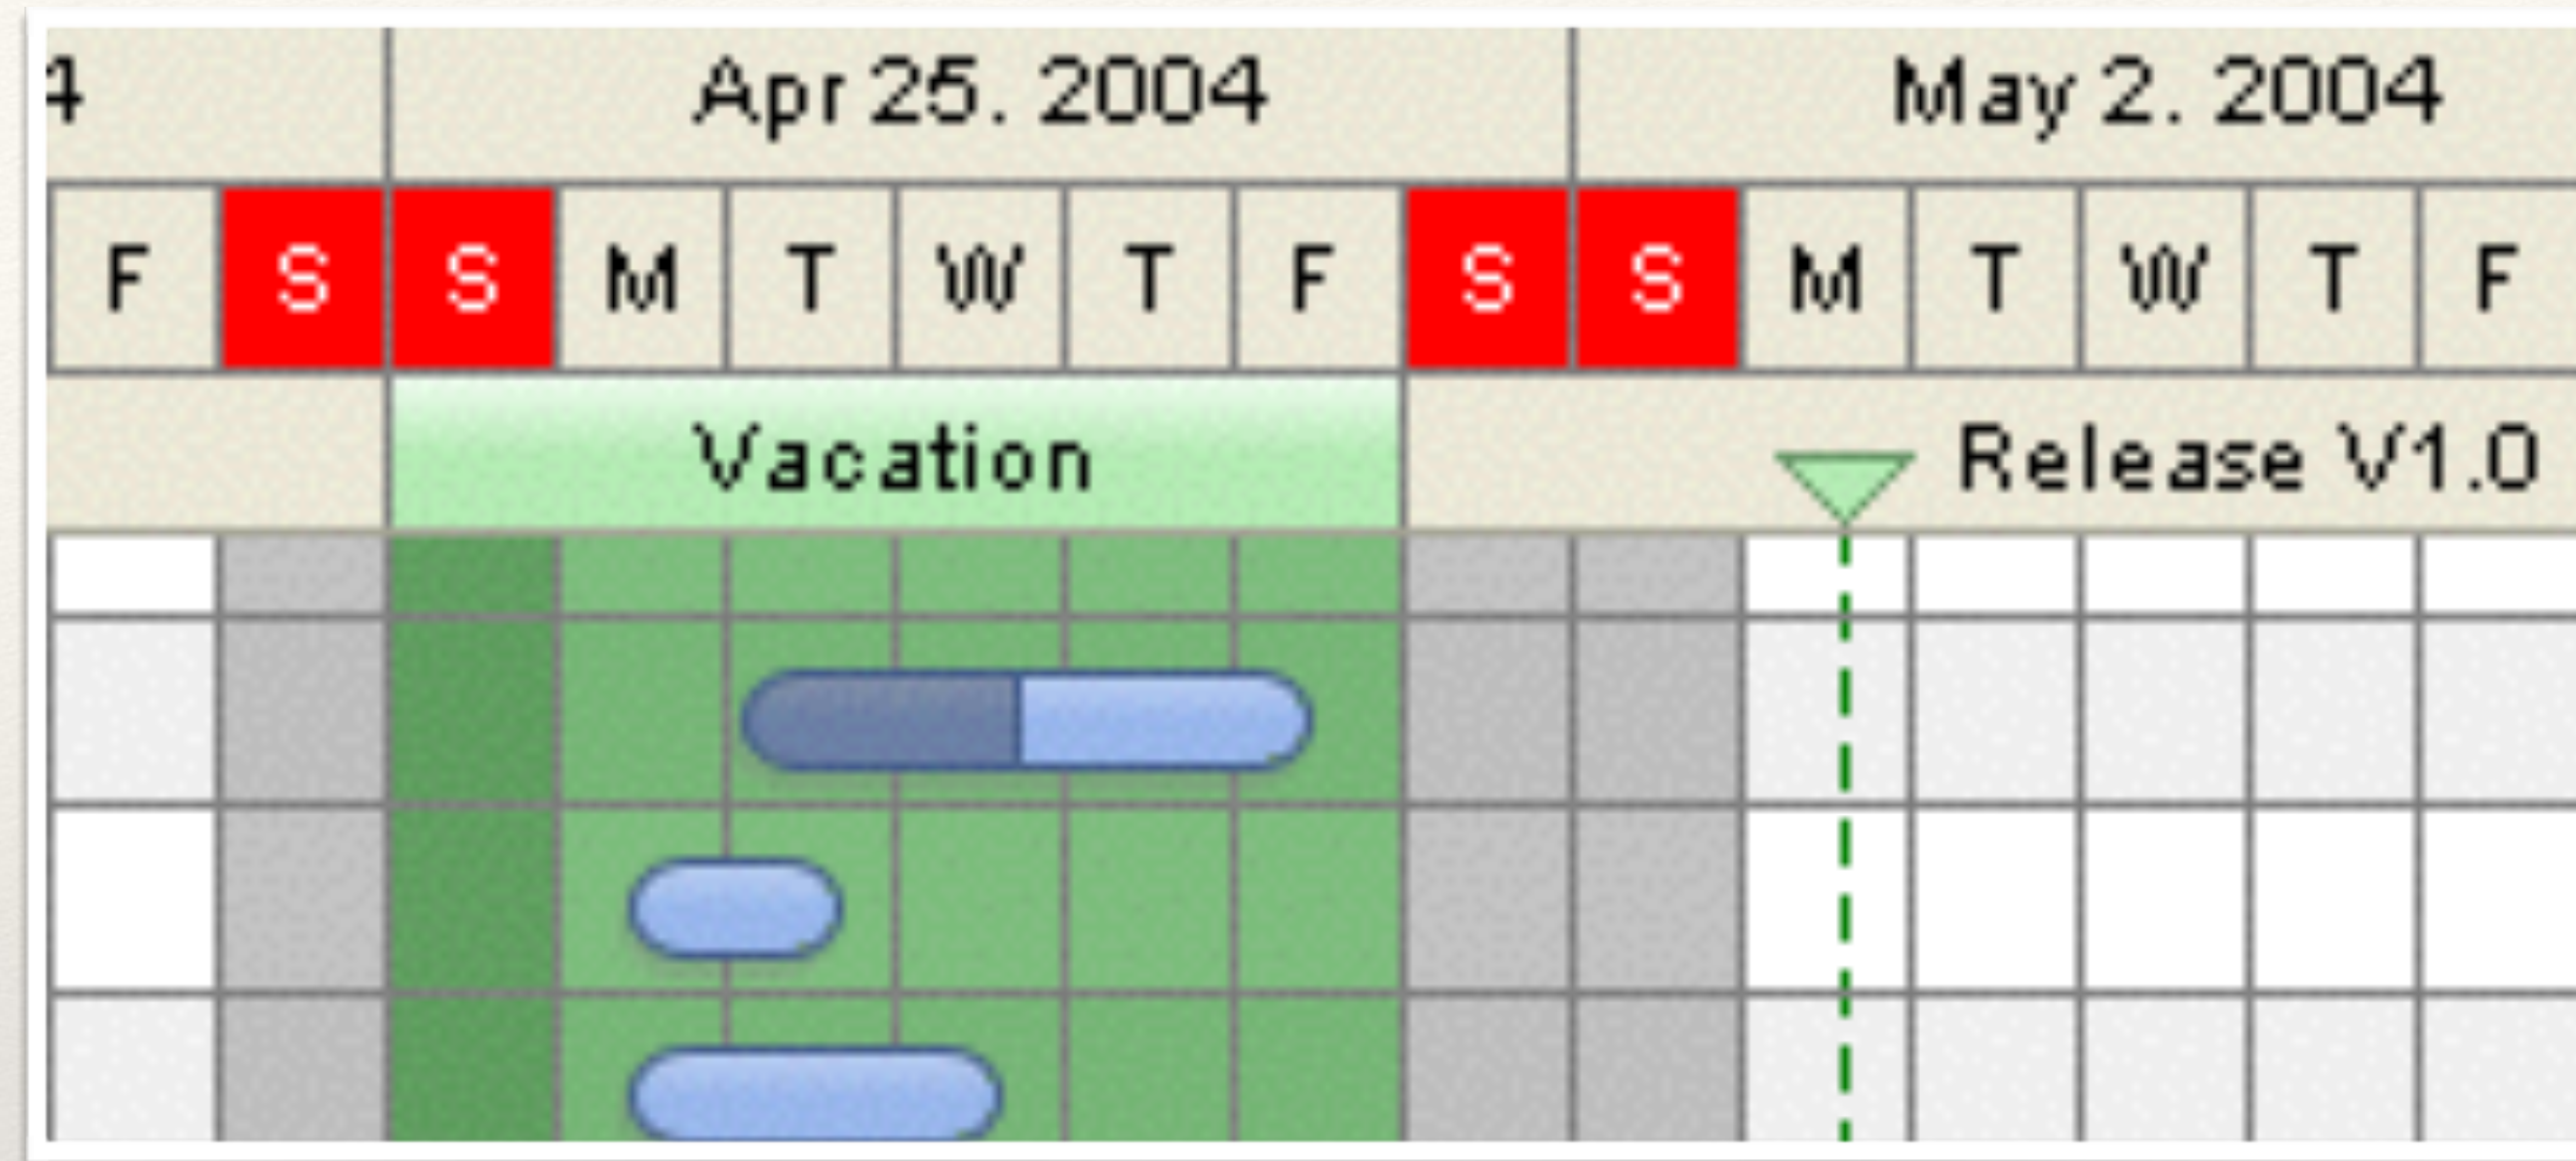 4 Apr 25. 2004 May 2. 2004
F S S M T W T F S S M T W T F
Vacation Release V1.0